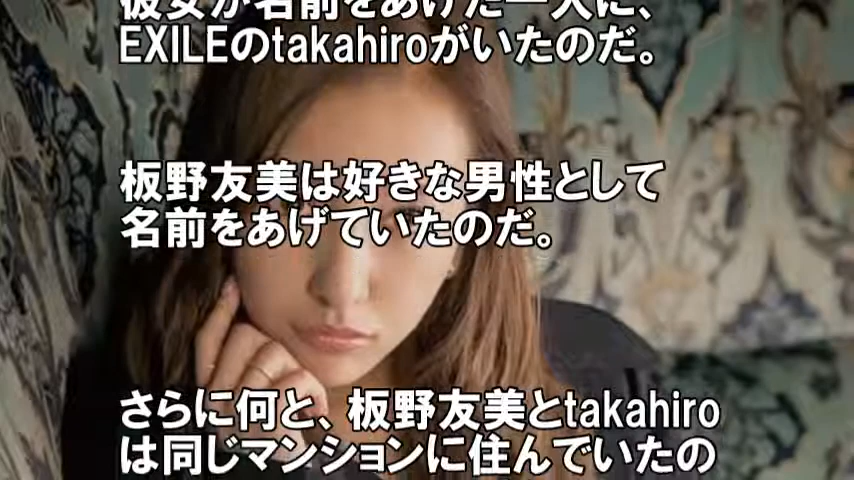 彼女が名前をあげた一人に、
EXILEのtakahiroがいたのだ。
板野友美は好きな男性として
名前をあげていたのだ。
さらに何と、板野友美とtakahiro
は同じマンションに住んでいたの